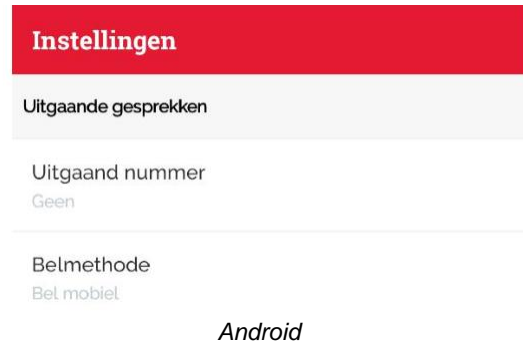 Instellingen
Uitgaande gesprekken
Uitgaand nummer
Geen
Belmethode
Bel mobiel
Android